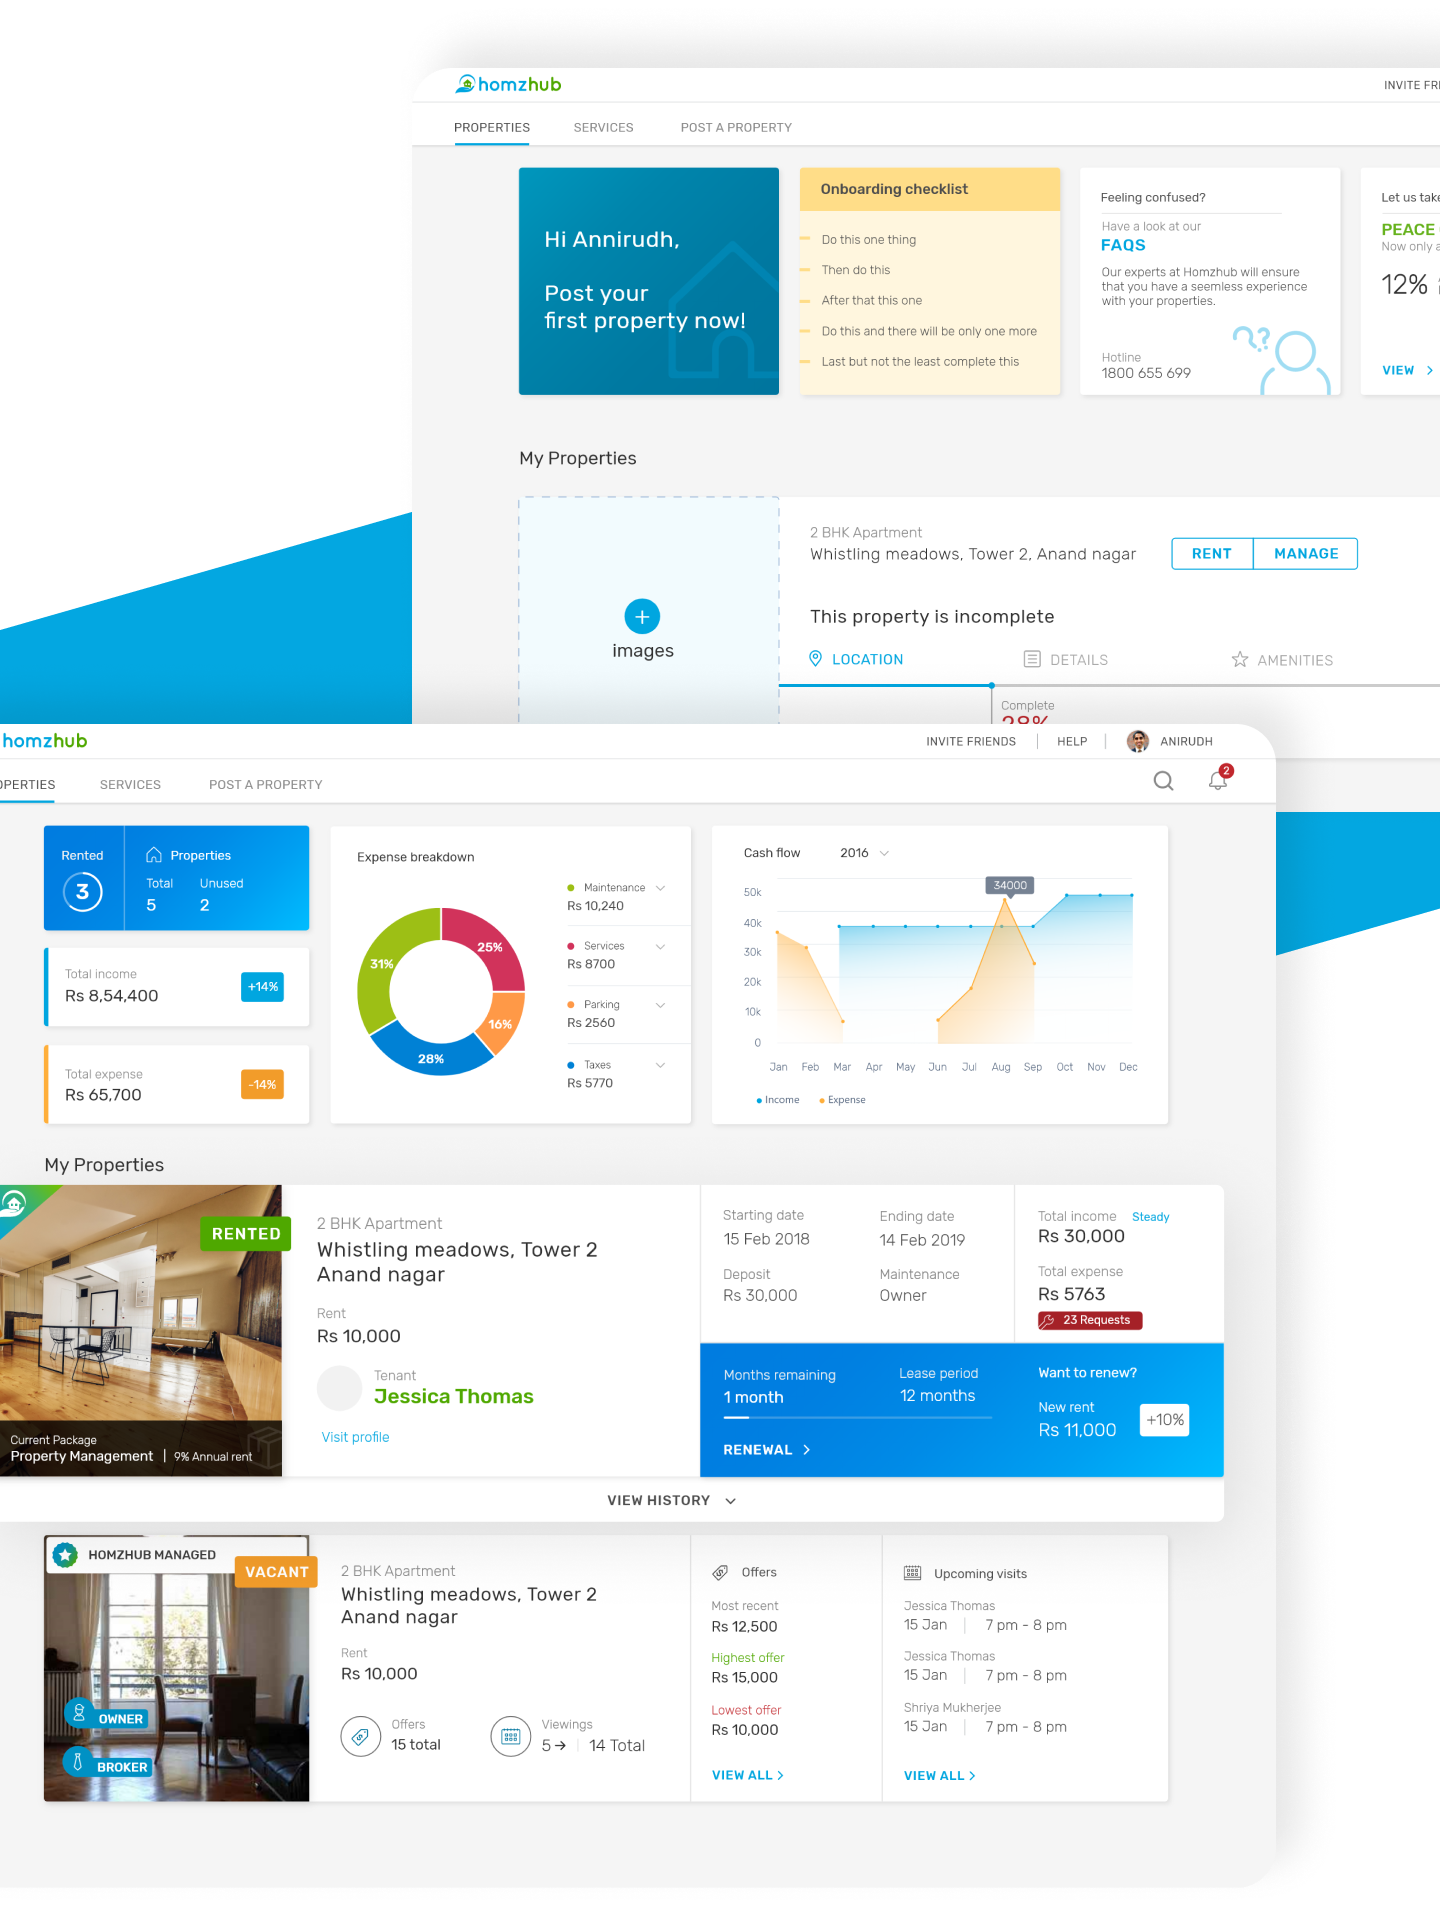 homzhub
INVITE FRI
PROPERTIES SERVICES POST A PROPERTY
Hi Annirudh,
Post your
first property now!
Onboarding checklist
Do this one thing
Then do this
After that this one
Do this and there will be only one more
Last but not the least complete this
Feeling confused?
Have a look at our
FAQS
Our experts at Homzhub will ensure
that you have a seemless experience
with your properties.
Hotline
1800 655 699
Let us take
PEACE
Now only a
12%
VIEW >
My Properties
+
images
2 BHK Apartment
Whistling meadows, Tower 2, Anand nagar
RENT MANAGE
This property is incomplete
LOCATION DETAILS AMENITIES
Complete
28%
homzhub
INVITE FRIENDS HELP ANIRUDH
OPERTIES SERVICES POST A PROPERTY
2
Rented
3
Properties
Total Unused
5 2
Total income
Rs 8,54,400
+14%
Total expense
Rs 65,700
-14%
Expense breakdown
31%
25%
16%
28%
Maintenance
Rs 10,240
Services
Rs 8700
Parking
Rs 2560
Taxes
Rs 5770
Cash flow 2016
34000
50k
40k
30k
20k
10k
0
Jan Feb Mar Apr May Jun Jul Aug Sep Oct Nov Dec
Income Expense
My Properties
RENTED
Current Package
Property Management | 9% Annual rent
2 BHK Apartment
Whistling meadows, Tower 2
Anand nagar
Rent
Rs 10,000
Tenant
Jessica Thomas
Visit profile
Starting date
15 Feb 2018
Ending date
14 Feb 2019
Deposit
Rs 30,000
Maintenance
Owner
Total income Steady
Rs 30,000
Total expense
Rs 5763
23 Requests
Months remaining
1 month
Lease period
12 months
RENEWAL >
Want to renew?
New rent
Rs 11,000
+10%
VIEW HISTORY
HOMZHUB MANAGED
VACANT
OWNER
BROKER
2 BHK Apartment
Whistling meadows, Tower 2
Anand nagar
Rent
Rs 10,000
Offers
15 total
Viewings
5 → | 14 Total
Offers
Most recent
Rs 12,500
Highest offer
Rs 15,000
Lowest offer
Rs 10,000
VIEW ALL >
Upcoming visits
Jessica Thomas
15 Jan | 7 pm - 8 pm
Jessica Thomas
15 Jan | 7 pm - 8 pm
Shriya Mukherjee
15 Jan | 7 pm - 8 pm
VIEW ALL >